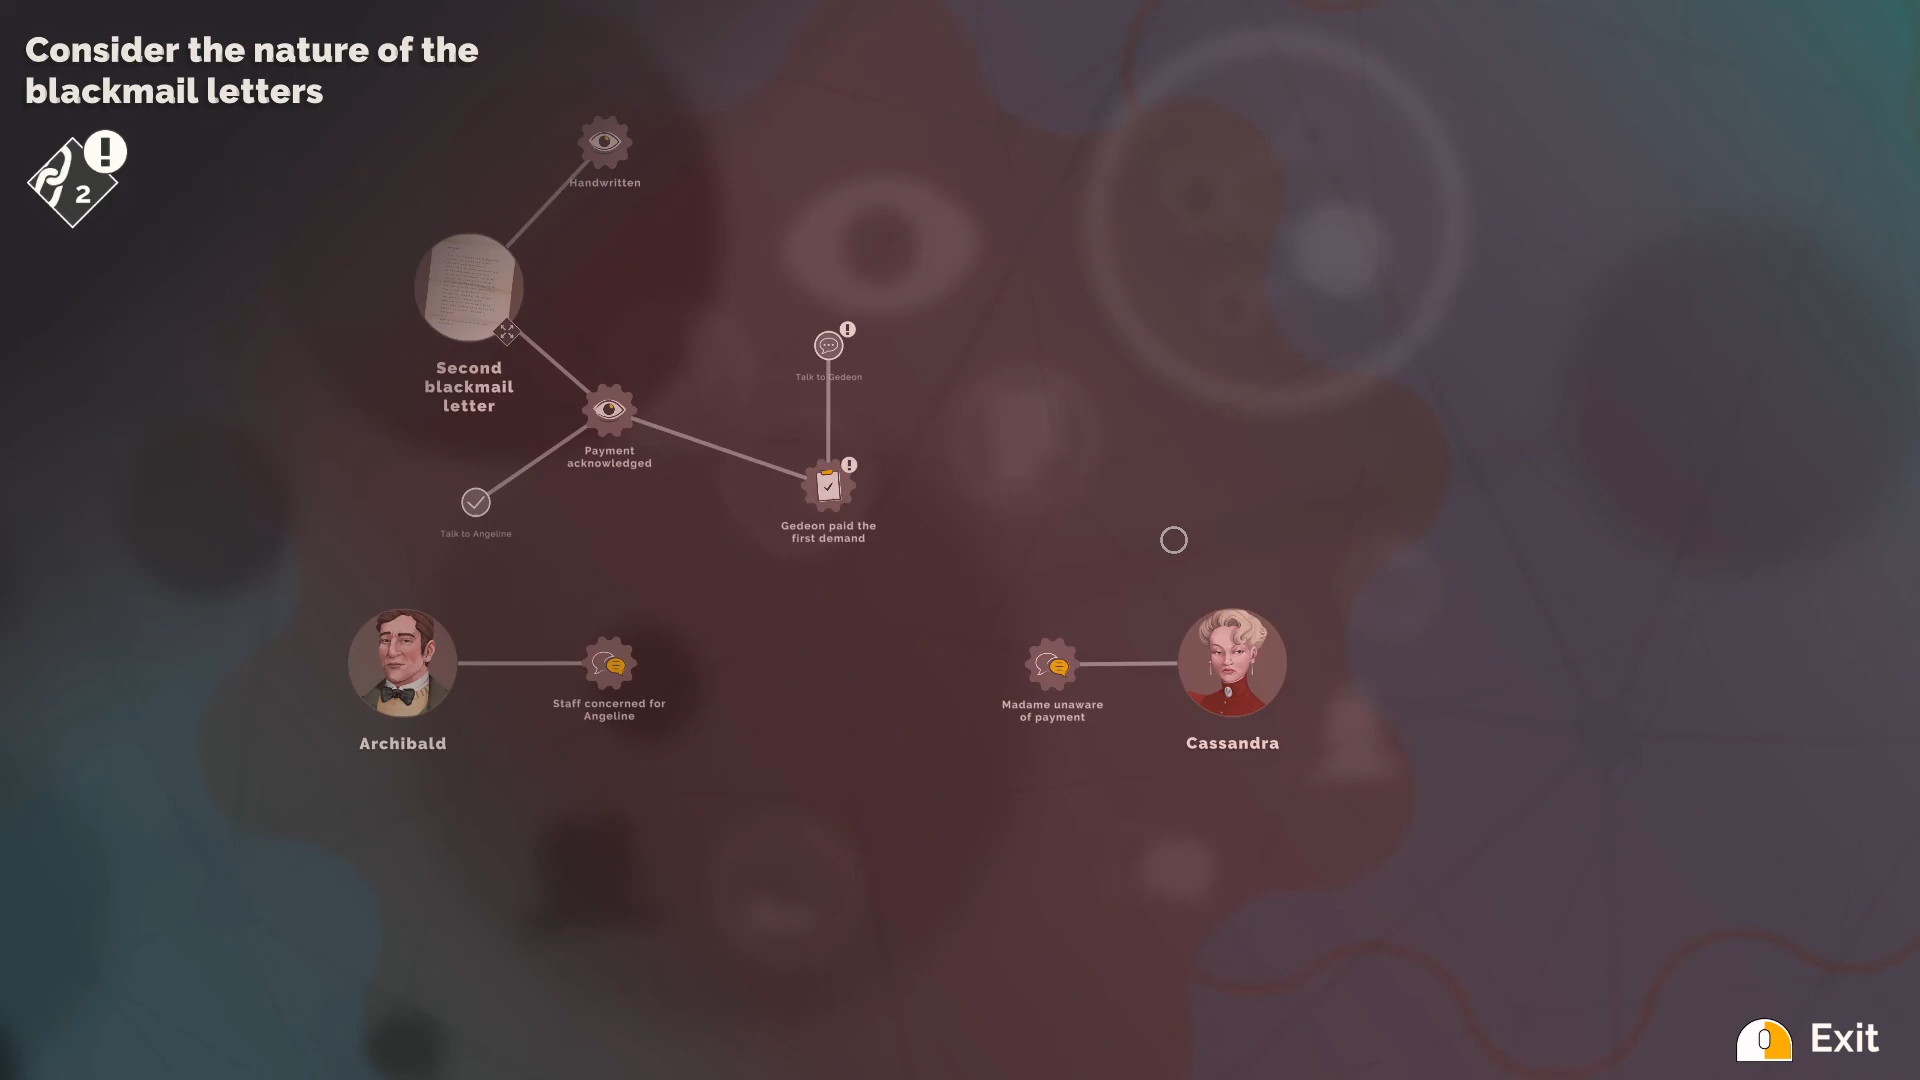 Consider the nature of the
blackmail letters
2
Handwritten
Second
blackmail
letter
Talk to Gedeon
Payment
acknowledged
Gedeon paid the
first demand
Talk to Angeline
Staff concerned for
Angeline
Madame unaware
of payment
Archibald
Cassandra
Exit